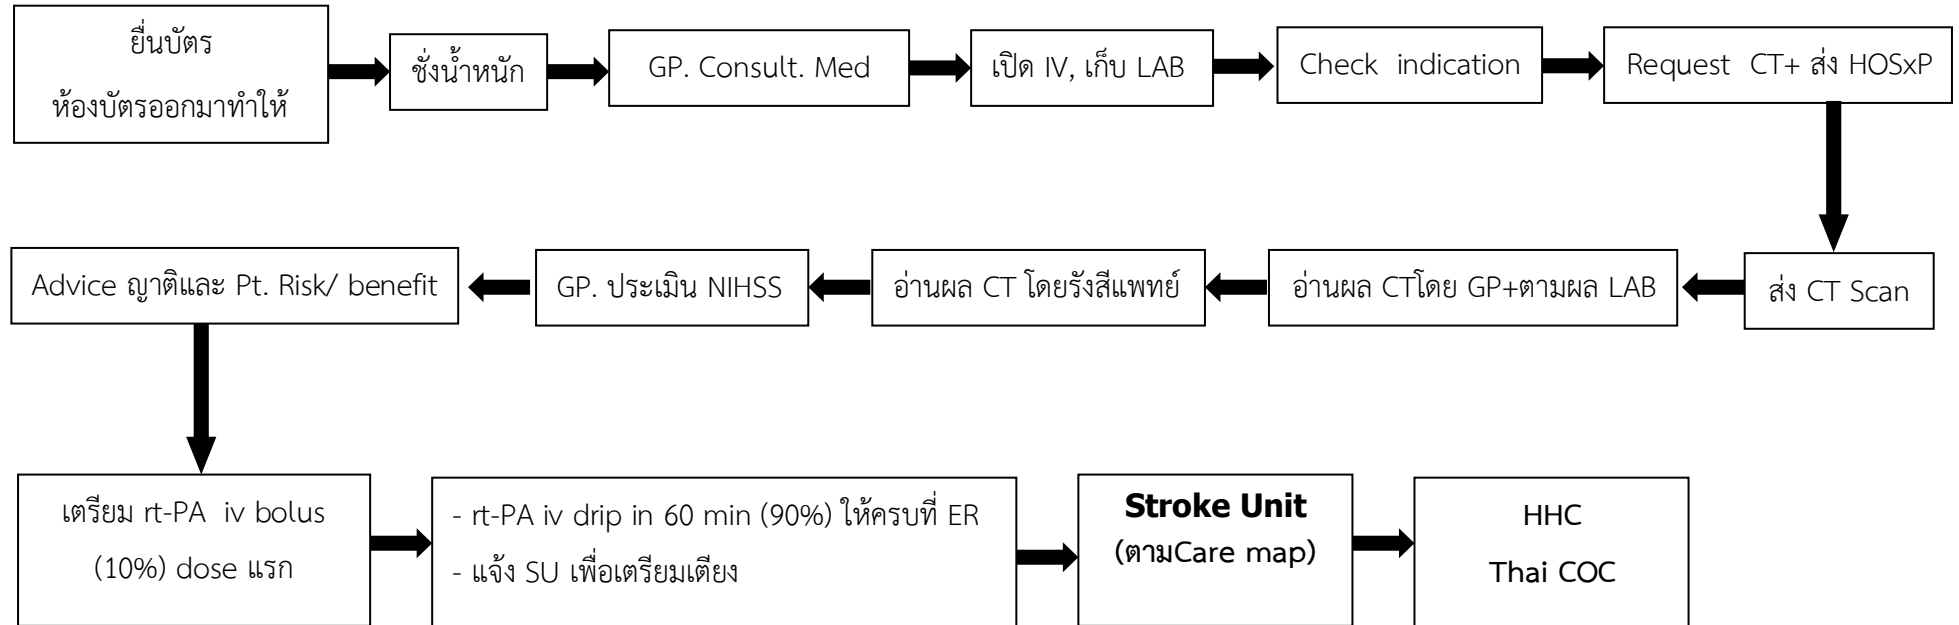 ยื่นบัตร
ห้องบัตรออกมาทำให้
ชั่งน้ำหนัก
GP. Consult. Med
เปิด IV, เก็บ LAB
Check indication
Request CT+ ส่ง HOSxP
ส่ง CT Scan
อ่านผล CTโดย GP+ตามผล LAB
อ่านผล CT โดยรังสีแพทย์
GP. ประเมิน NIHSS
Advice ญาติและ Pt. Risk/ benefit
เตรียม rt-PA iv bolus
(10%) dose แรก
- rt-PA iv drip in 60 min (90%) ให้ครบที่ ER
- แจ้ง SU เพื่อเตรียมเตียง
Stroke Unit
(ตามCare map)
HHC
Thai COC